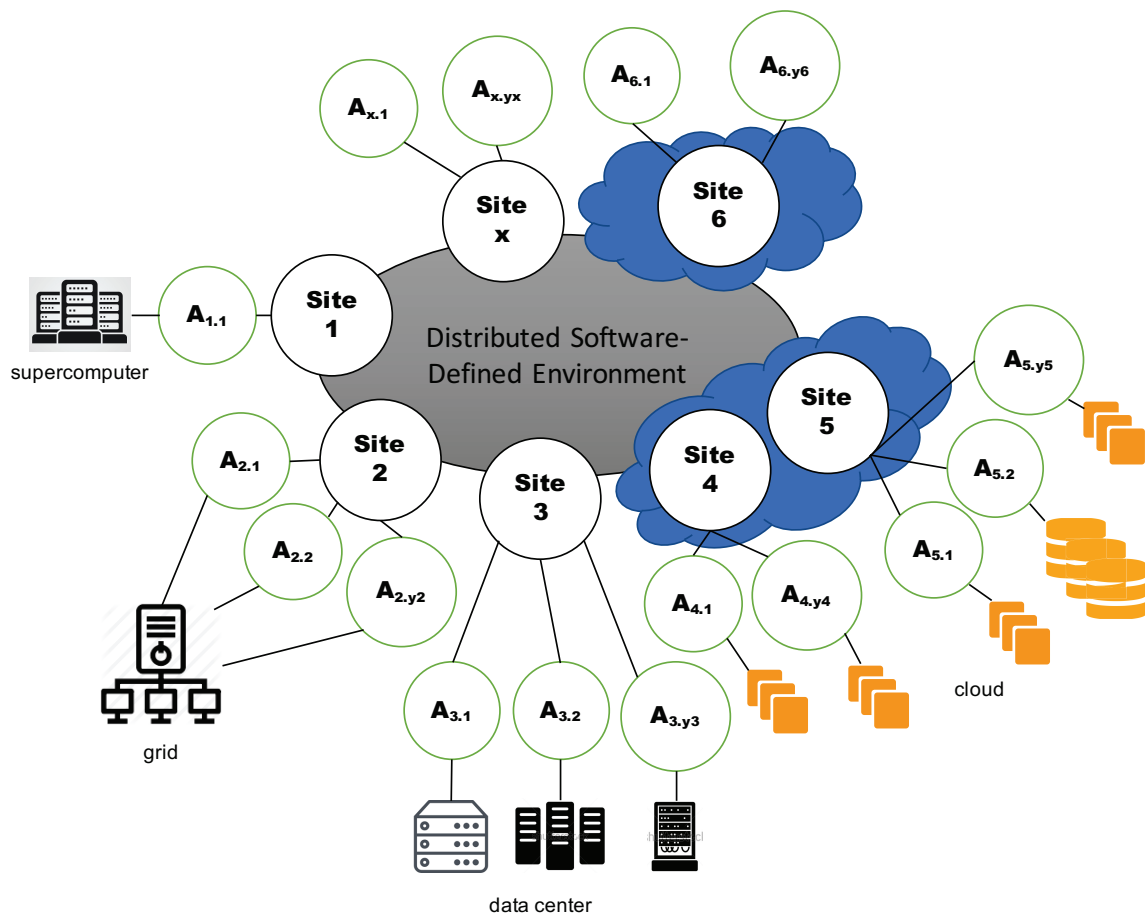 A6.1
A6.y6
Ax.1
Ax.yx
Site
6
Site
x
A1.1
Site
1
supercomputer
Distributed Software-
Defined Environment
A5.y5
Site
5
A2.1
Site
2
Site
4
Site
3
A5.2
A2.2
A5.1
A2.y2
A4.1
A4.y4
cloud
A3.1
A3.2
A3.y3
grid
data center